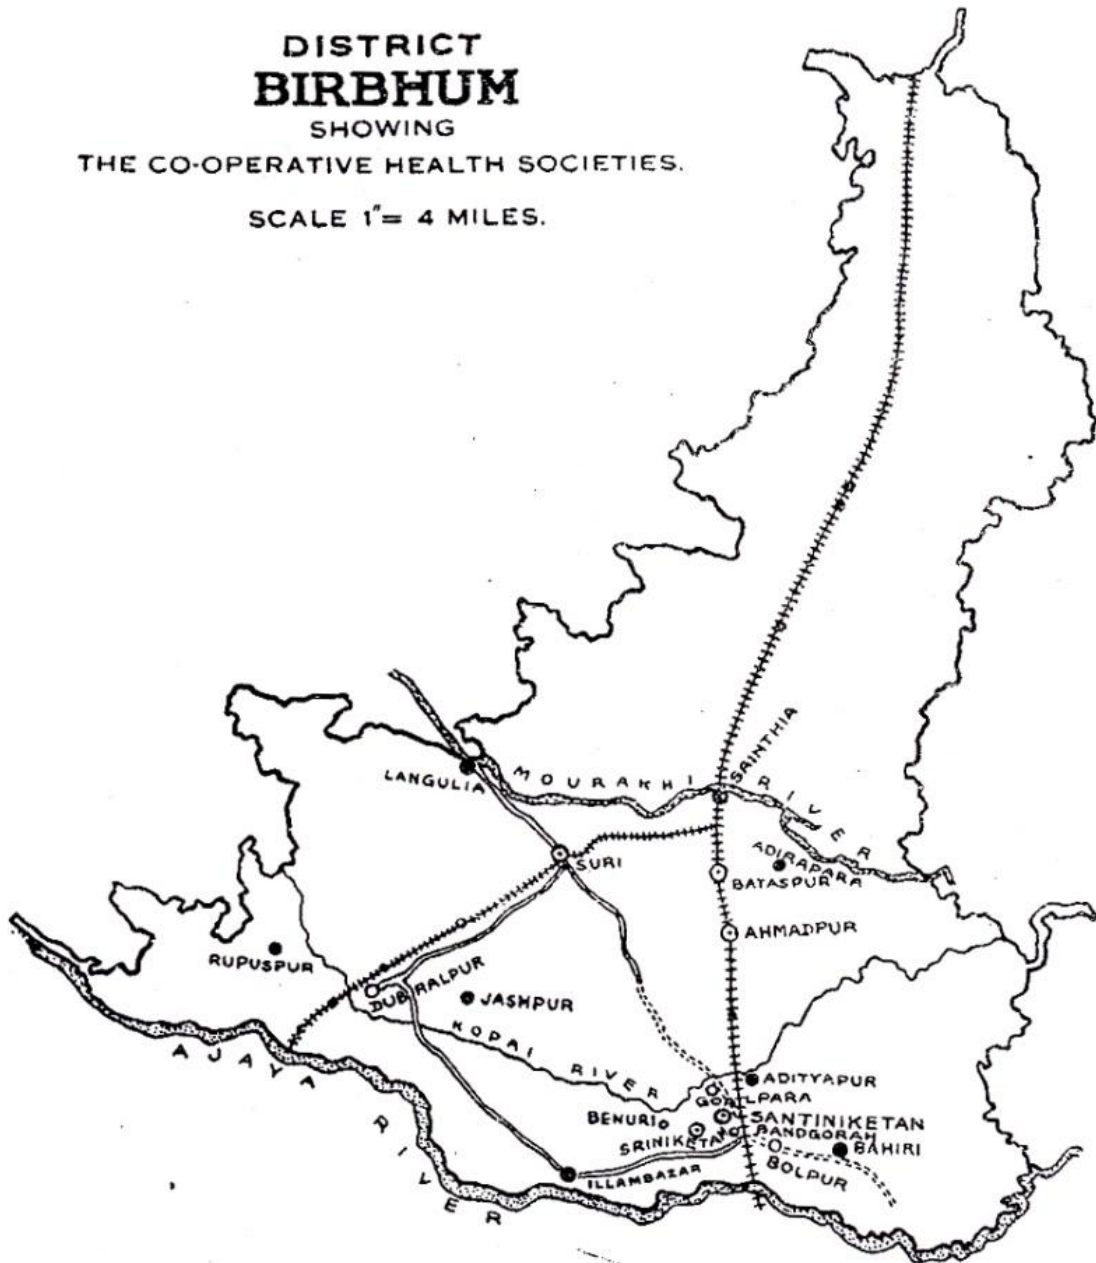 DISTRICT
BIRBHUM
SHOWING
THE CO-OPERATIVE HEALTH SOCIETIES.
SCALE 1"= 4 MILES.
SAINTHIA
MOURAKHI RIVER
LANGULIA
SURI
ADIRAPARA
BATASPUR
AHMADPUR
RUPUSPUR
DUBRALPUR
JASHPUR
KOPAI RIVER
AJAYA RIVER
ADITYAPUR
GOALPARA
BENURI
SANTINIKETAN
SRINIKETAN
BANDGORAH
BAHIRI
BOLPUR
ILLAMBAZAR